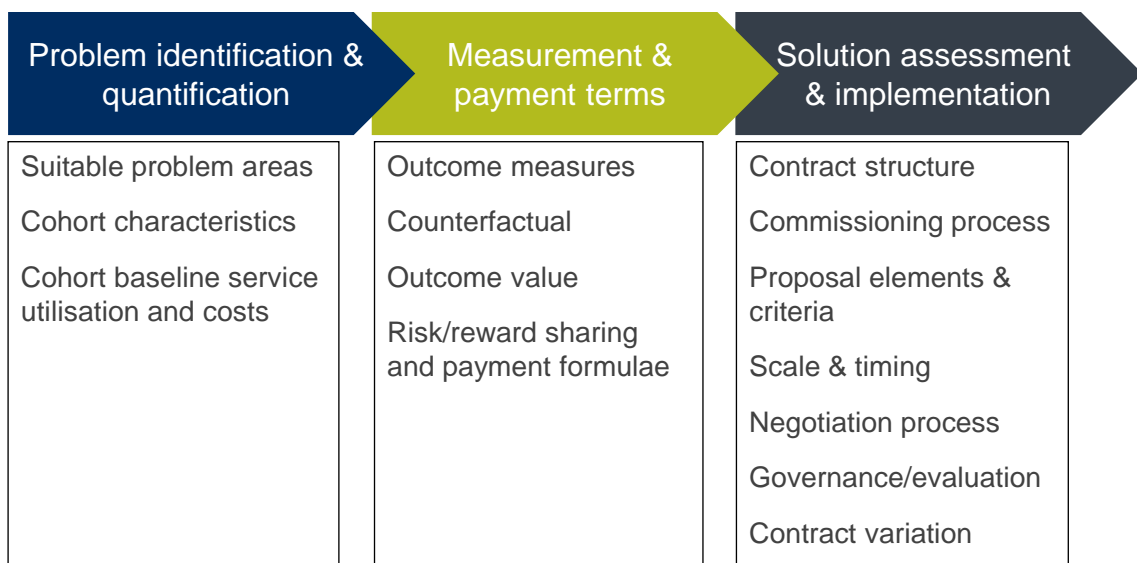 Problem identification &
quantification
Measurement &
payment terms
Solution assessment
& implementation
Suitable problem areas
Cohort characteristics
Cohort baseline service
utilisation and costs
Outcome measures
Counterfactual
Outcome value
Risk/reward sharing
and payment formulae
Contract structure
Commissioning process
Proposal elements &
criteria
Scale & timing
Negotiation process
Governance/evaluation
Contract variation